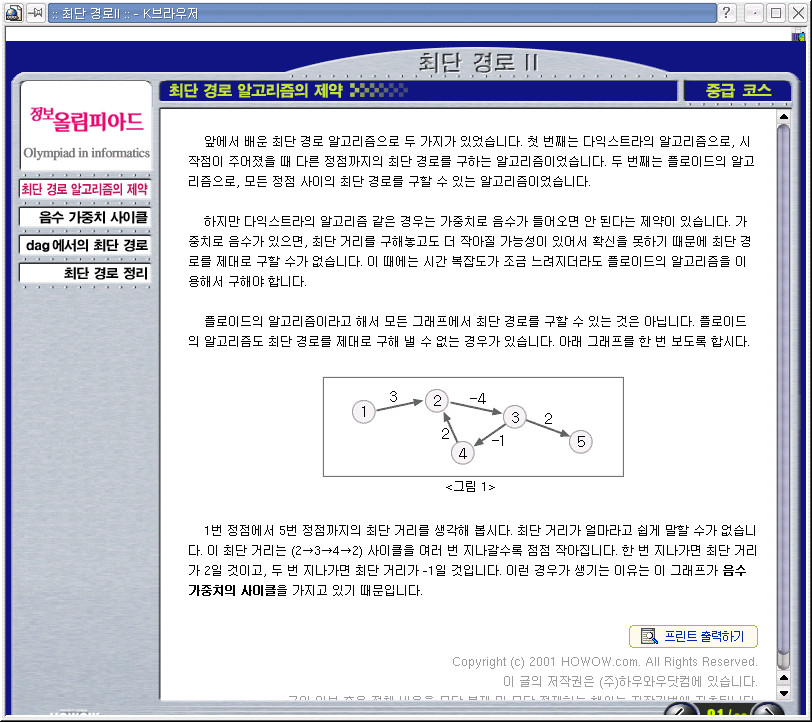 :: 최단 경로II :: - K브라우저
최단 경로 II
최단 경로 알고리즘의 제약
중급 코스
정보올림피아드
Olympiad in informatics
최단 경로 알고리즘의 제약
음수 가중치 사이클
dag에서의 최단 경로
최단 경로 정리
앞에서 배운 최단 경로 알고리즘으로 두 가지가 있었습니다. 첫 번째는 다익스트라의 알고리즘으로, 시
작점이 주어졌을 때 다른 정점까지의 최단 경로를 구하는 알고리즘이었습니다. 두 번째는 플로이드의 알고
리즘으로, 모든 정점 사이의 최단 경로를 구할 수 있는 알고리즘이었습니다.
하지만 다익스트라의 알고리즘 같은 경우는 가중치로 음수가 들어오면 안 된다는 제약이 있습니다. 가
중치로 음수가 있으면, 최단 거리를 구해놓고도 더 작아질 가능성이 있어서 확신을 못하기 때문에 최단 경
로를 제대로 구할 수가 없습니다. 이 때에는 시간 복잡도가 조금 느려지더라도 플로이드의 알고리즘을 이
용해서 구해야 합니다.
플로이드의 알고리즘이라고 해서 모든 그래프에서 최단 경로를 구할 수 있는 것은 아닙니다. 플로이드
의 알고리즘도 최단 경로를 제대로 구해 낼 수 없는 경우가 있습니다. 아래 그래프를 한 번 보도록 합시다.
1 3 2 -4 3 2 5
2 4 -1
<그림 1>
1번 정점에서 5번 정점까지의 최단 거리를 생각해 봅시다. 최단 거리가 얼마라고 쉽게 말할 수가 없습니
다. 이 최단 거리는 (2→3→4→2) 사이클을 여러 번 지나갈수록 점점 작아집니다. 한 번 지나가면 최단 거리
가 2일 것이고, 두 번 지나가면 최단 거리가 -1일 것입니다. 이런 경우가 생기는 이유는 이 그래프가 음수
가중치의 사이클을 가지고 있기 때문입니다.
프린트 출력하기
Copyright (c) 2001 HOWOW.com. All Rights Reserved.
이 글의 저작권은 (주)하우와우닷컴에 있습니다.